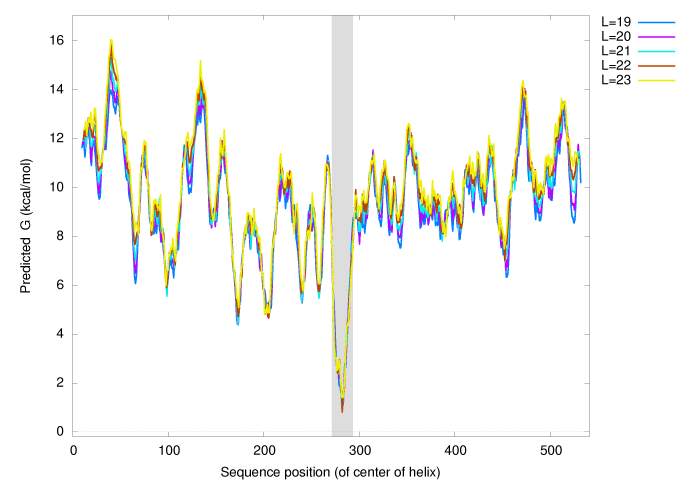 L=19
L=20
L=21
L=22
L=23
16
14
12
10
8
6
4
2
0
Predicted  G (kcal/mol)
0 100 200 300 400 500
Sequence position (of center of helix)